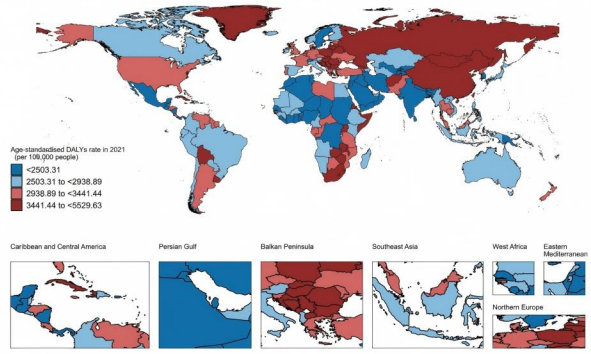 Age-standardised DALYs rate in 2021
(per 100,000 people)
<2503.31
2503.31 to <2938.89
2938.89 to <3441.44
3441.44 to <5529.63
Caribbean and Central America
Persian Gulf
Balkan Peninsula
Southeast Asia
West Africa
Eastern
Mediterranean
Northern Europe